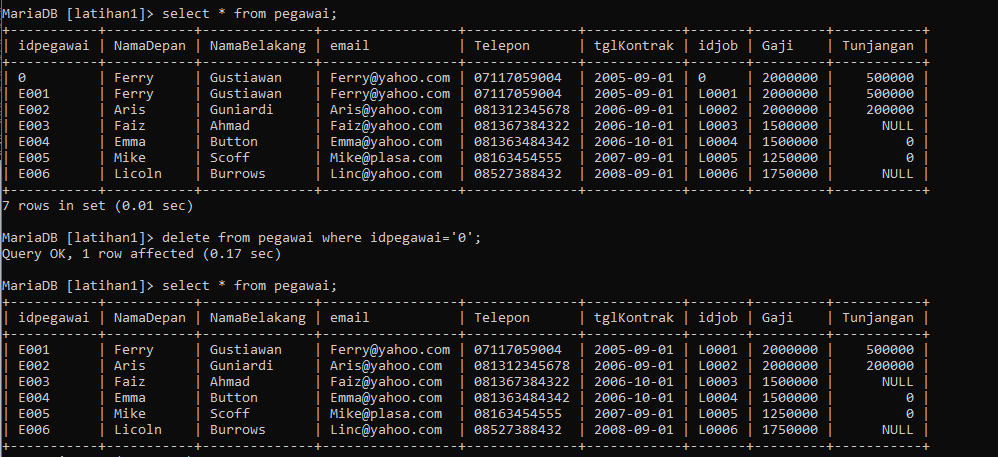 MariaDB [latihan1]> select * from pegawai;
+-----------+-----------+--------------+----------------+--------------+------------+-------+---------+-----------+
| idpegawai | NamaDepan | NamaBelakang | email          | Telepon      | tglKontrak | idjob | Gaji    | Tunjangan |
+-----------+-----------+--------------+----------------+--------------+------------+-------+---------+-----------+
| 0         | Ferry     | Gustiawan    | Ferry@yahoo.com | 07117059004  | 2005-09-01 | 0     | 2000000 |    500000 |
| E001      | Ferry     | Gustiawan    | Ferry@yahoo.com | 07117059004  | 2005-09-01 | L0001 | 2000000 |    500000 |
| E002      | Aris      | Guniardi     | Aris@yahoo.com  | 081312345678 | 2006-09-01 | L0002 | 2000000 |    200000 |
| E003      | Faiz      | Ahmad        | Faiz@yahoo.com  | 081367384322 | 2006-10-01 | L0003 | 1500000 |      NULL |
| E004      | Emma      | Button       | Emma@yahoo.com  | 081363484342 | 2006-10-01 | L0004 | 1500000 |         0 |
| E005      | Mike      | Scoff        | Mike@plasa.com  | 08163454555  | 2007-09-01 | L0005 | 1250000 |         0 |
| E006      | Licoln    | Burrows      | Linc@yahoo.com  | 08527388432  | 2008-09-01 | L0006 | 1750000 |      NULL |
+-----------+-----------+--------------+----------------+--------------+------------+-------+---------+-----------+
7 rows in set (0.01 sec)

MariaDB [latihan1]> delete from pegawai where idpegawai='0';
Query OK, 1 row affected (0.17 sec)

MariaDB [latihan1]> select * from pegawai;
+-----------+-----------+--------------+----------------+--------------+------------+-------+---------+-----------+
| idpegawai | NamaDepan | NamaBelakang | email          | Telepon      | tglKontrak | idjob | Gaji    | Tunjangan |
+-----------+-----------+--------------+----------------+--------------+------------+-------+---------+-----------+
| E001      | Ferry     | Gustiawan    | Ferry@yahoo.com | 07117059004  | 2005-09-01 | L0001 | 2000000 |    500000 |
| E002      | Aris      | Guniardi     | Aris@yahoo.com  | 081312345678 | 2006-09-01 | L0002 | 2000000 |    200000 |
| E003      | Faiz      | Ahmad        | Faiz@yahoo.com  | 081367384322 | 2006-10-01 | L0003 | 1500000 |      NULL |
| E004      | Emma      | Button       | Emma@yahoo.com  | 081363484342 | 2006-10-01 | L0004 | 1500000 |         0 |
| E005      | Mike      | Scoff        | Mike@plasa.com  | 08163454555  | 2007-09-01 | L0005 | 1250000 |         0 |
| E006      | Licoln    | Burrows      | Linc@yahoo.com  | 08527388432  | 2008-09-01 | L0006 | 1750000 |      NULL |
+-----------+-----------+--------------+----------------+--------------+------------+-------+---------+-----------+